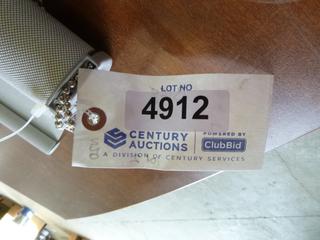 LOT NO
4912
CENTURY AUCTIONS
POWERED BY
ClubBid
A DIVISION OF CENTURY SERVICES